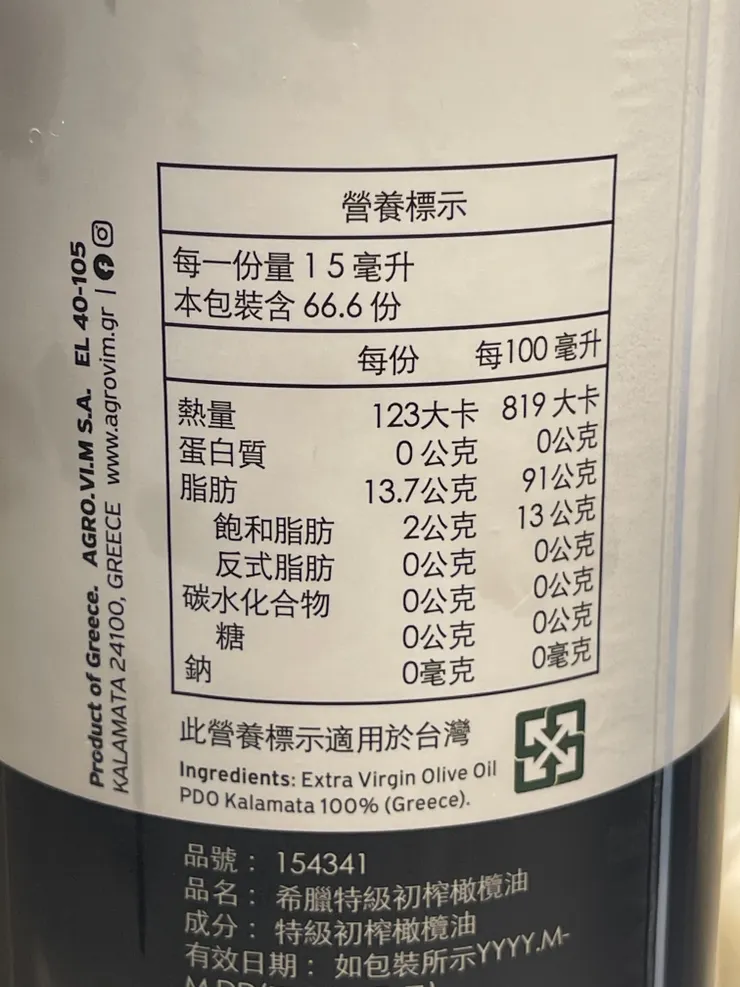 Product of Greece. AGRO.VI.M S.A. EL 40-105
KALAMATA 24100, GREECE www.agrovim.gr |
營養標示
每一份量 15 毫升
本包裝含 66.6 份
每份 每100 毫升
熱量 123大卡 819 大卡
蛋白質 0 公克 0公克
脂肪 13.7公克 91公克
飽和脂肪 2公克 13 公克
反式脂肪 0公克 0公克
碳水化合物 0公克 0公克
糖 0公克 0公克
鈉 0毫克 0毫克
此營養標示適用於台灣
Ingredients: Extra Virgin Olive Oil
PDO Kalamata 100% (Greece).
品號： 154341
品名： 希臘特級初榨橄欖油
成分： 特級初榨橄欖油
有效日期： 如包裝所示YYYY.M-